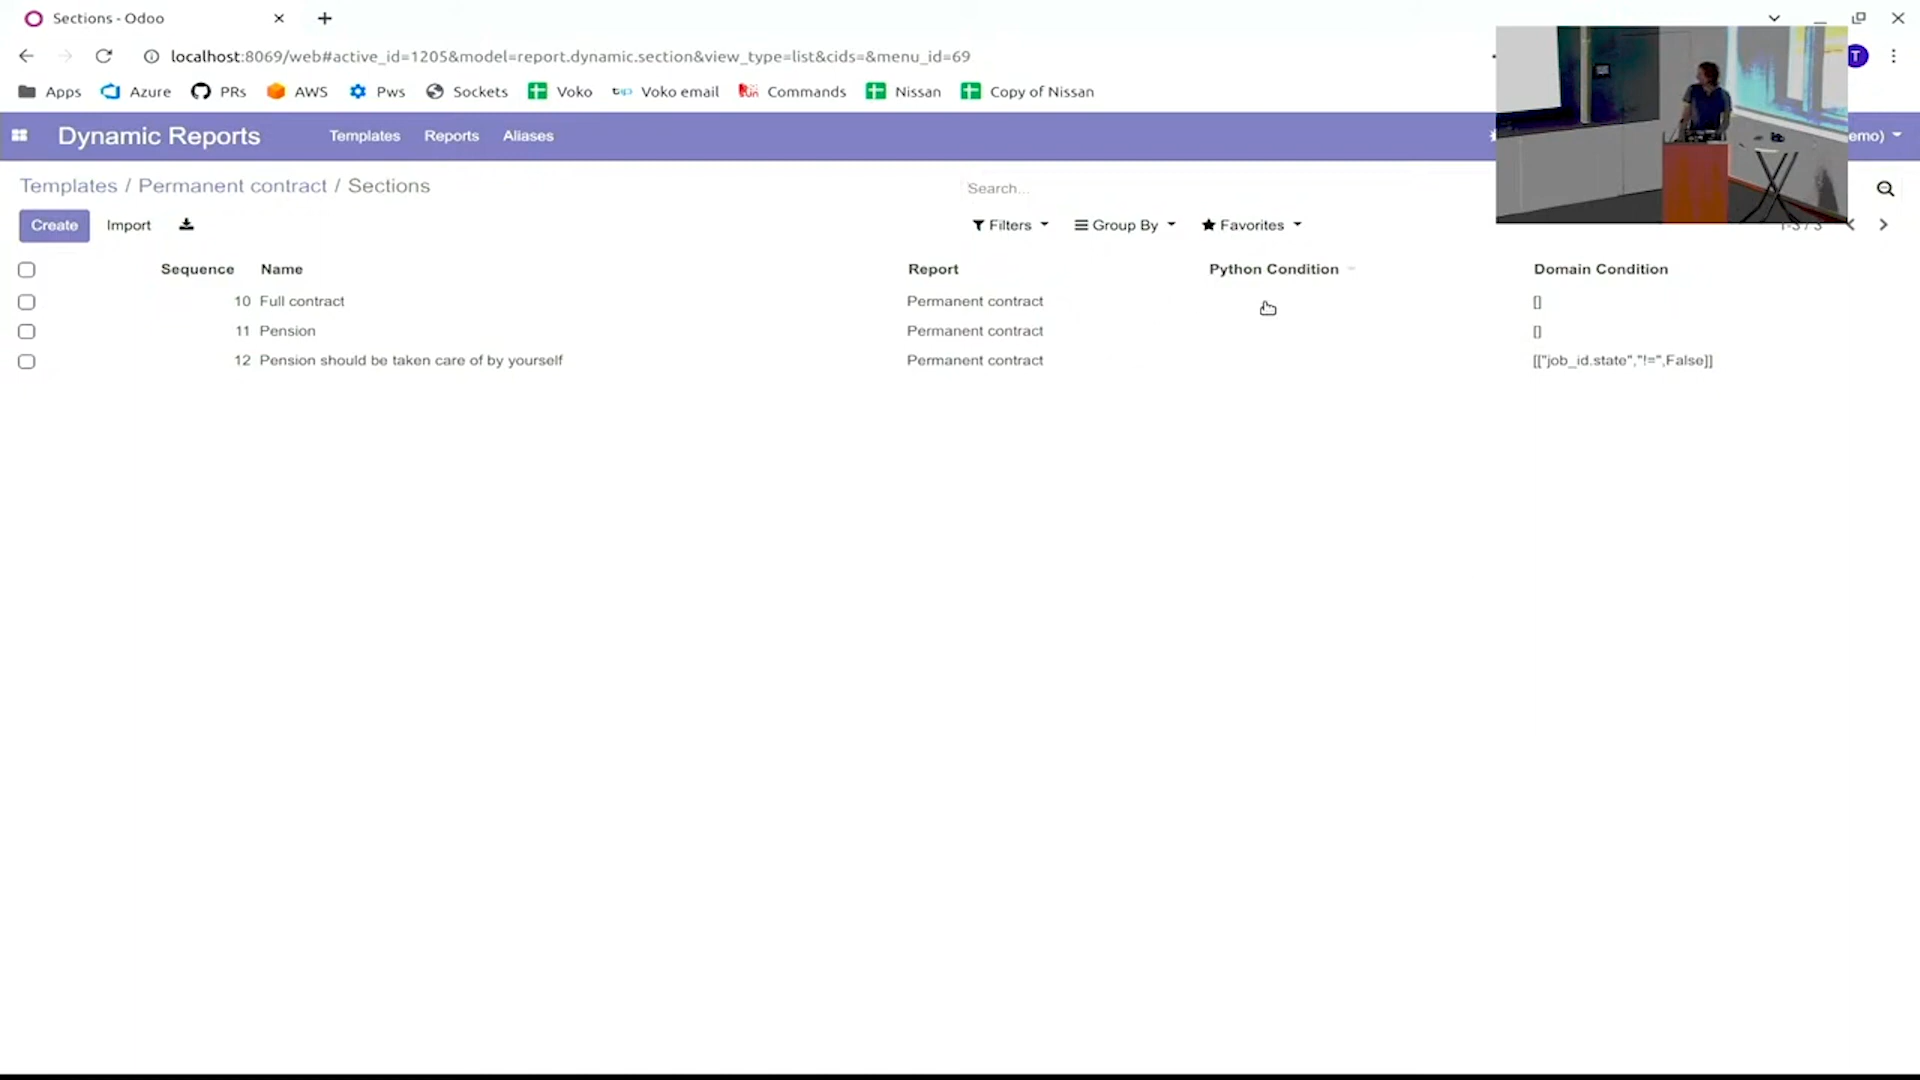 Sections - Odoo
localhost:8069/web#active_id=1205&model=report.dynamic.section&view_type=list&cids=&menu_id=69
T
Apps Azure PRs AWS Pws Sockets Voko Voko email Commands Nissan Copy of Nissan
Dynamic Reports Templates Reports Aliases emo)
Templates / Permanent contract / Sections
Search...
Create Import Filters Group By Favorites 1-3 / 3
Sequence Name Report Python Condition Domain Condition
10 Full contract Permanent contract []
11 Pension Permanent contract []
12 Pension should be taken care of by yourself Permanent contract [["job_id.state","!=",False]]